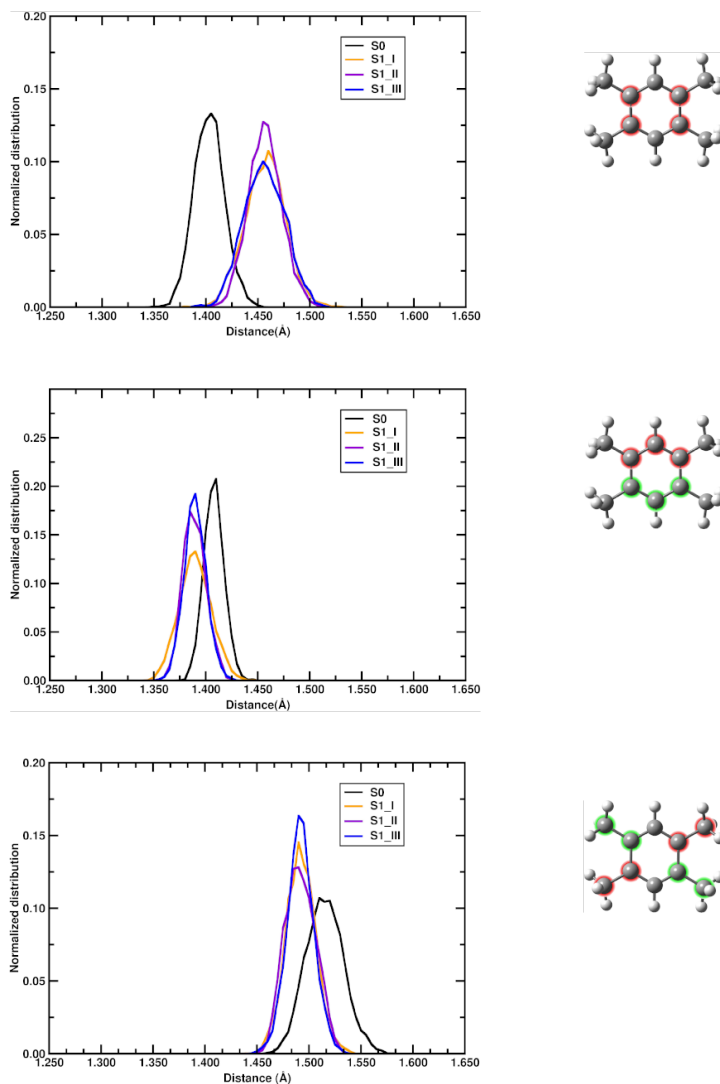 0.20
0.15
0.10
0.05
0.00
Normalized distribution
S0
S1_I
S1_II
S1_III
1.250 1.300 1.350 1.400 1.450 1.500 1.550 1.600 1.650
Distance(Å)
0.25
0.20
0.15
0.10
0.05
0.00
Normalized distribution
S0
S1_I
S1_II
S1_III
1.250 1.300 1.350 1.400 1.450 1.500 1.550 1.600 1.650
Distance(Å)
0.20
0.15
0.10
0.05
0.00
Normalized distribution
S0
S1_I
S1_II
S1_III
1.250 1.300 1.350 1.400 1.450 1.500 1.550 1.600 1.650
Distance (Å)